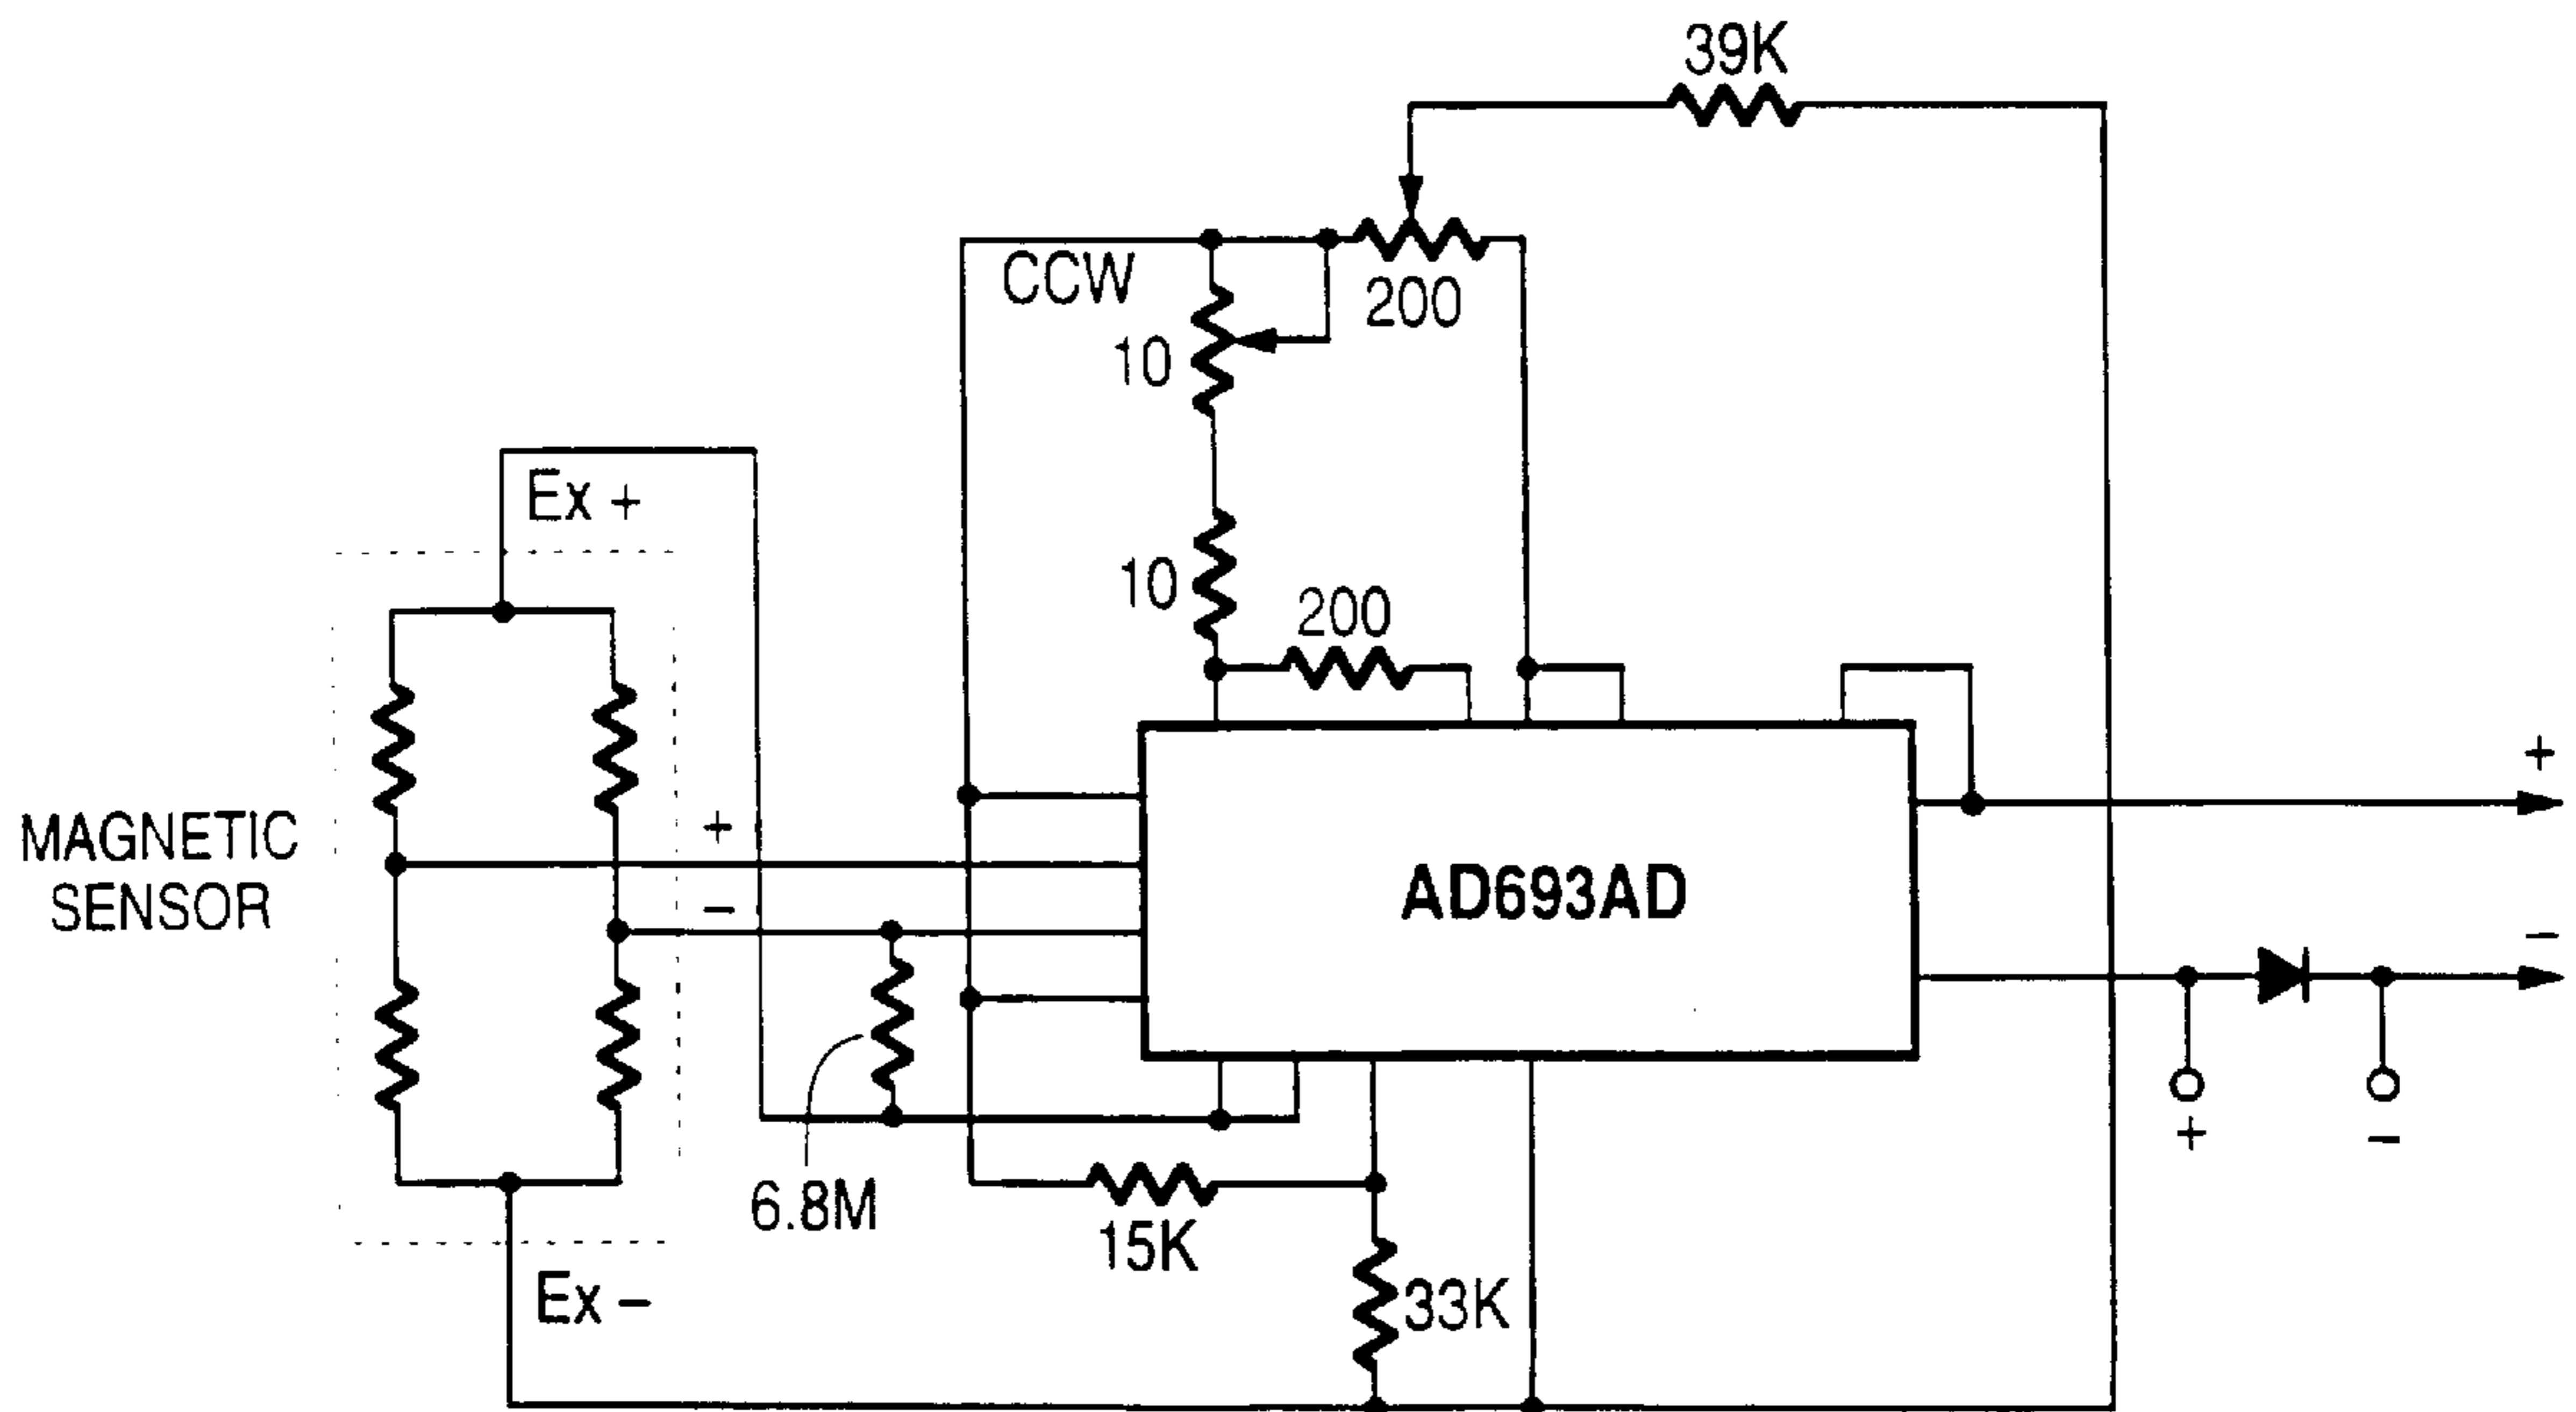 39K
CCW
200
10
Ex +
10
200
+
MAGNETIC
SENSOR
+
−
AD693AD
−
6.8M
+
−
15K
Ex −
33K